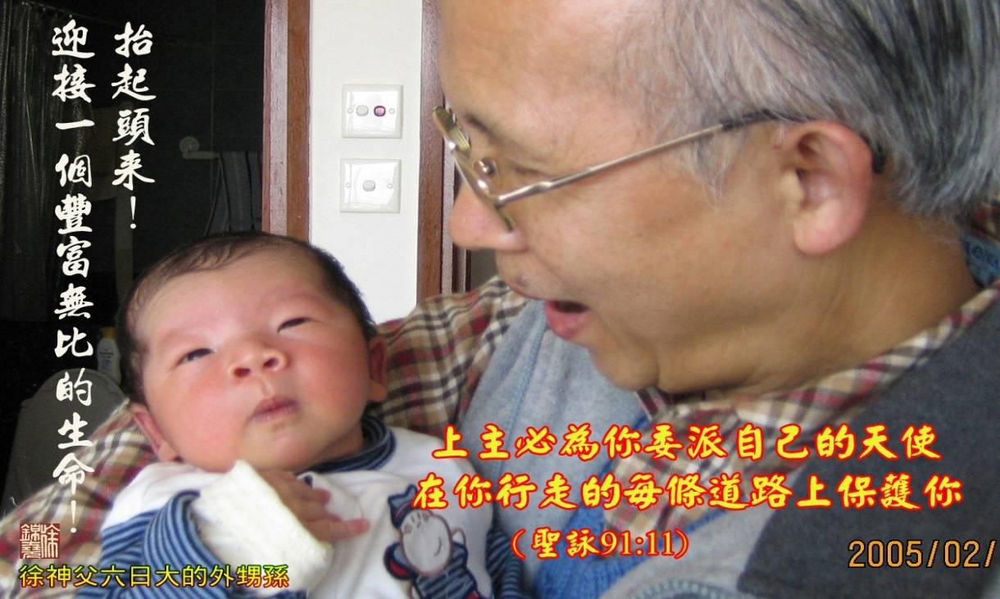 抬起頭来！
迎接一個豐富無比的生命！
上主必為你委派自己的天使
在你行走的每條道路上保護你
（聖詠91:11）
徐神父六日大的外甥孫
2005/02/